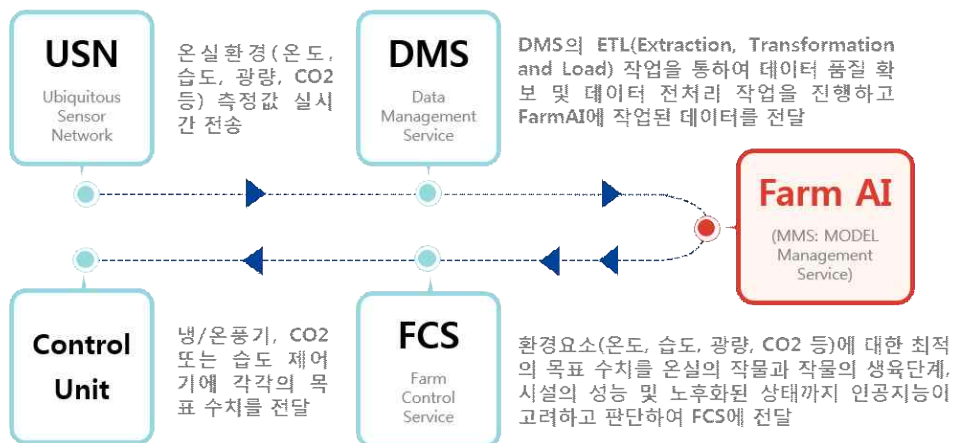 USN
Ubiquitous
Sensor
Network
온실환경(온도,
습도, 광량, CO2
등) 측정값 실시
간 전송
DMS
Data
Management
Service
DMS의 ETL(Extraction, Transformation
and Load) 작업을 통하여 데이터 품질 확
보 및 데이터 전처리 작업을 진행하고
FarmAI에 작업된 데이터를 전달
Farm AI
(MMS: MODEL
Management
Service)
Control
Unit
냉/온풍기, CO2
또는 습도 제어
기에 각각의 목
표 수치를 전달
FCS
Farm
Control
Service
환경요소(온도, 습도, 광량, CO2 등)에 대한 최적
의 목표 수치를 온실의 작물과 작물의 생육단계,
시설의 성능 및 노후화된 상태까지 인공지능이
고려하고 판단하여 FCS에 전달